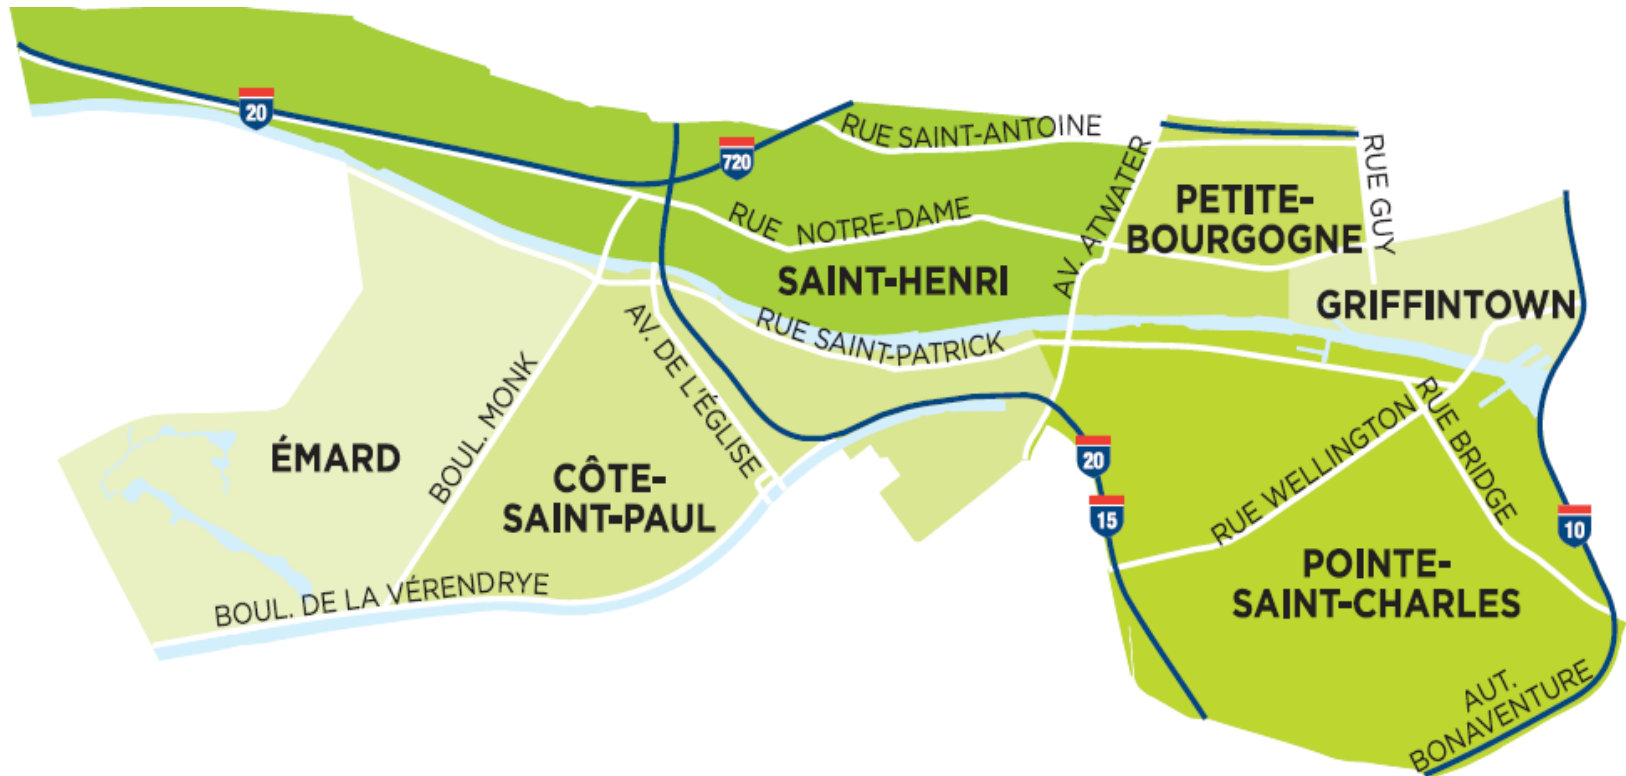 20
720
RUE SAINT-ANTOINE
AV. ATWATER
RUE GUY
PETITE-
BOURGOGNE
RUE NOTRE-DAME
SAINT-HENRI
GRIFFINTOWN
RUE SAINT-PATRICK
AV. DE L'ÉGLISE
BOUL. MONK
ÉMARD
CÔTE-
SAINT-PAUL
BOUL. DE LA VÉRENDRYE
20
15
RUE WELLINGTON
RUE BRIDGE
10
POINTE-
SAINT-CHARLES
AUT.
BONAVENTURE